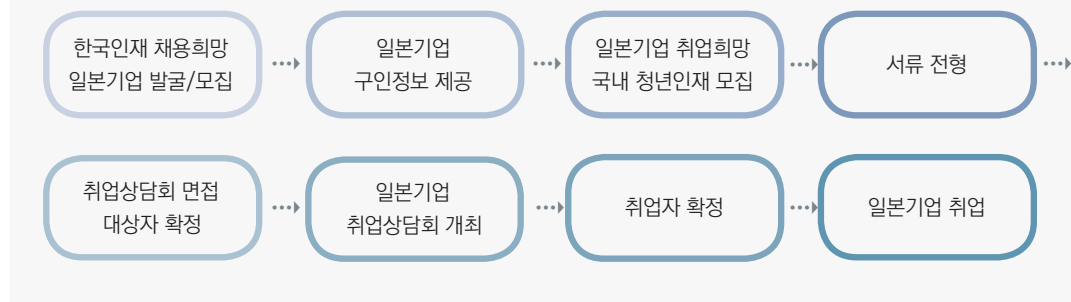 한국인재 채용희망
일본기업 발굴/모집
일본기업
구인정보 제공
일본기업 취업희망
국내 청년인재 모집
서류 전형
취업상담회 면접
대상자 확정
일본기업
취업상담회 개최
취업자 확정
일본기업 취업